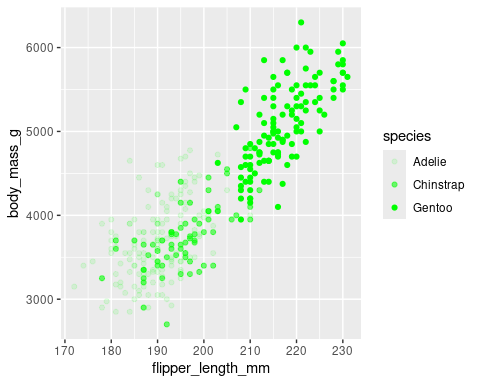 6000
5000
4000
3000
body_mass_g
170 180 190 200 210 220 230
flipper_length_mm
species
Adelie
Chinstrap
Gentoo